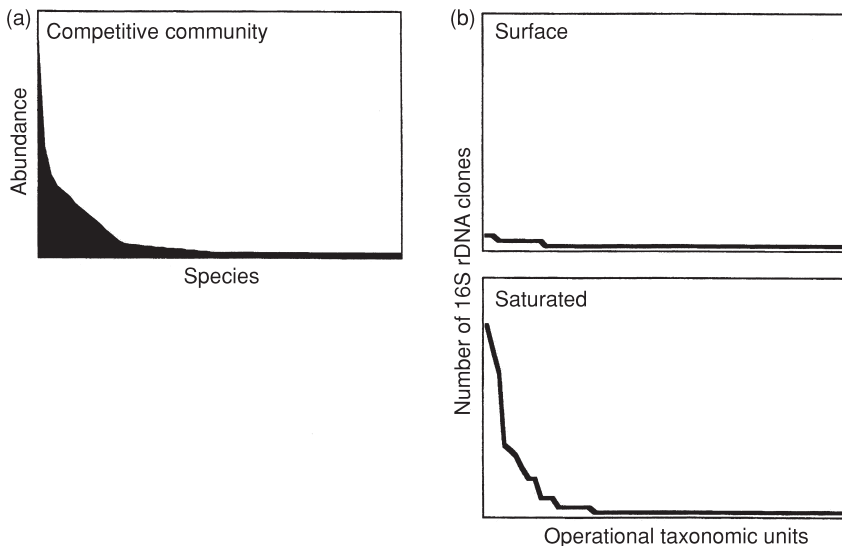 (a)
Competitive community
Abundance
Species
(b)
Surface
Number of 16S rDNA clones
Saturated
Operational taxonomic units